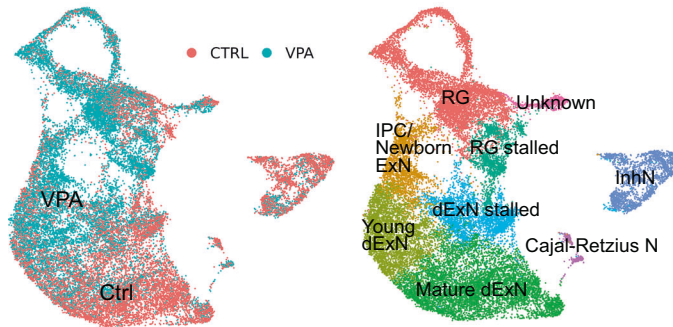 CTRL VPA
VPA
Ctrl
RG
Unknown
IPC/
Newborn
ExN
RG stalled
InhN
dExN stalled
Young
dExN
Cajal-Retzius N
Mature dExN